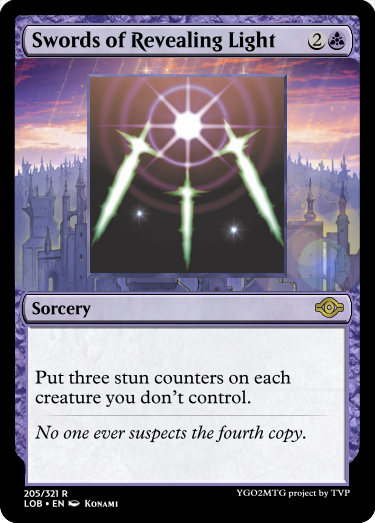 Swords of Revealing Light 2
Sorcery
Put three stun counters on each
creature you don't control.
No one ever suspects the fourth copy.
205/321 R
LOB • EN Konami
YGO2MTG project by TVP